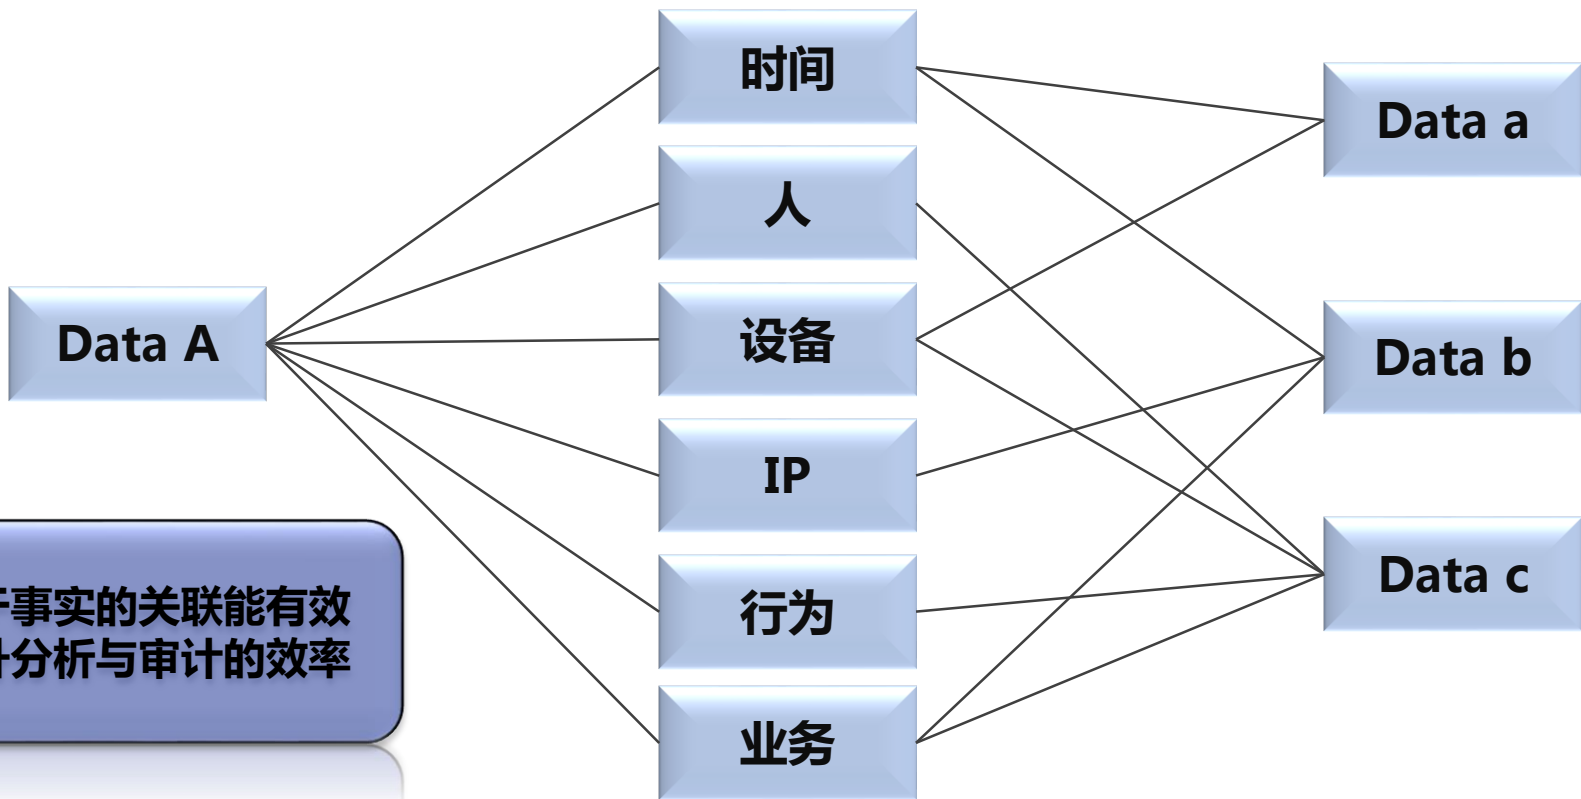 时间
Data a
人
Data A
设备
Data b
IP
事实的关联能有效
分析与审计的效率
行为
Data c
业务